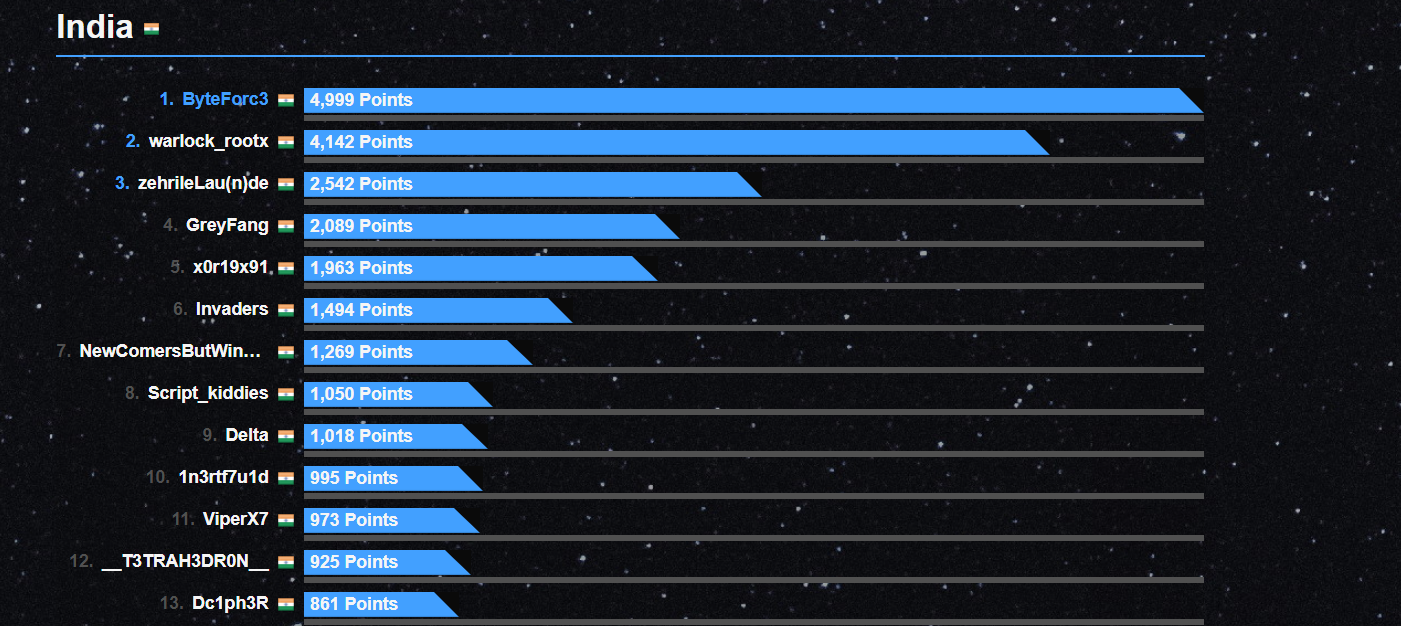 India
1. ByteForc3 4,999 Points
2. warlock_rootx 4,142 Points
3. zehrileLau(n)de 2,542 Points
4. GreyFang 2,089 Points
5. x0r19x91 1,963 Points
6. Invaders 1,494 Points
7. NewComersButWin... 1,269 Points
8. Script_kiddies 1,050 Points
9. Delta 1,018 Points
10. 1n3rtf7u1d 995 Points
11. ViperX7 973 Points
12. __T3TRAH3DR0N__ 925 Points
13. Dc1ph3R 861 Points